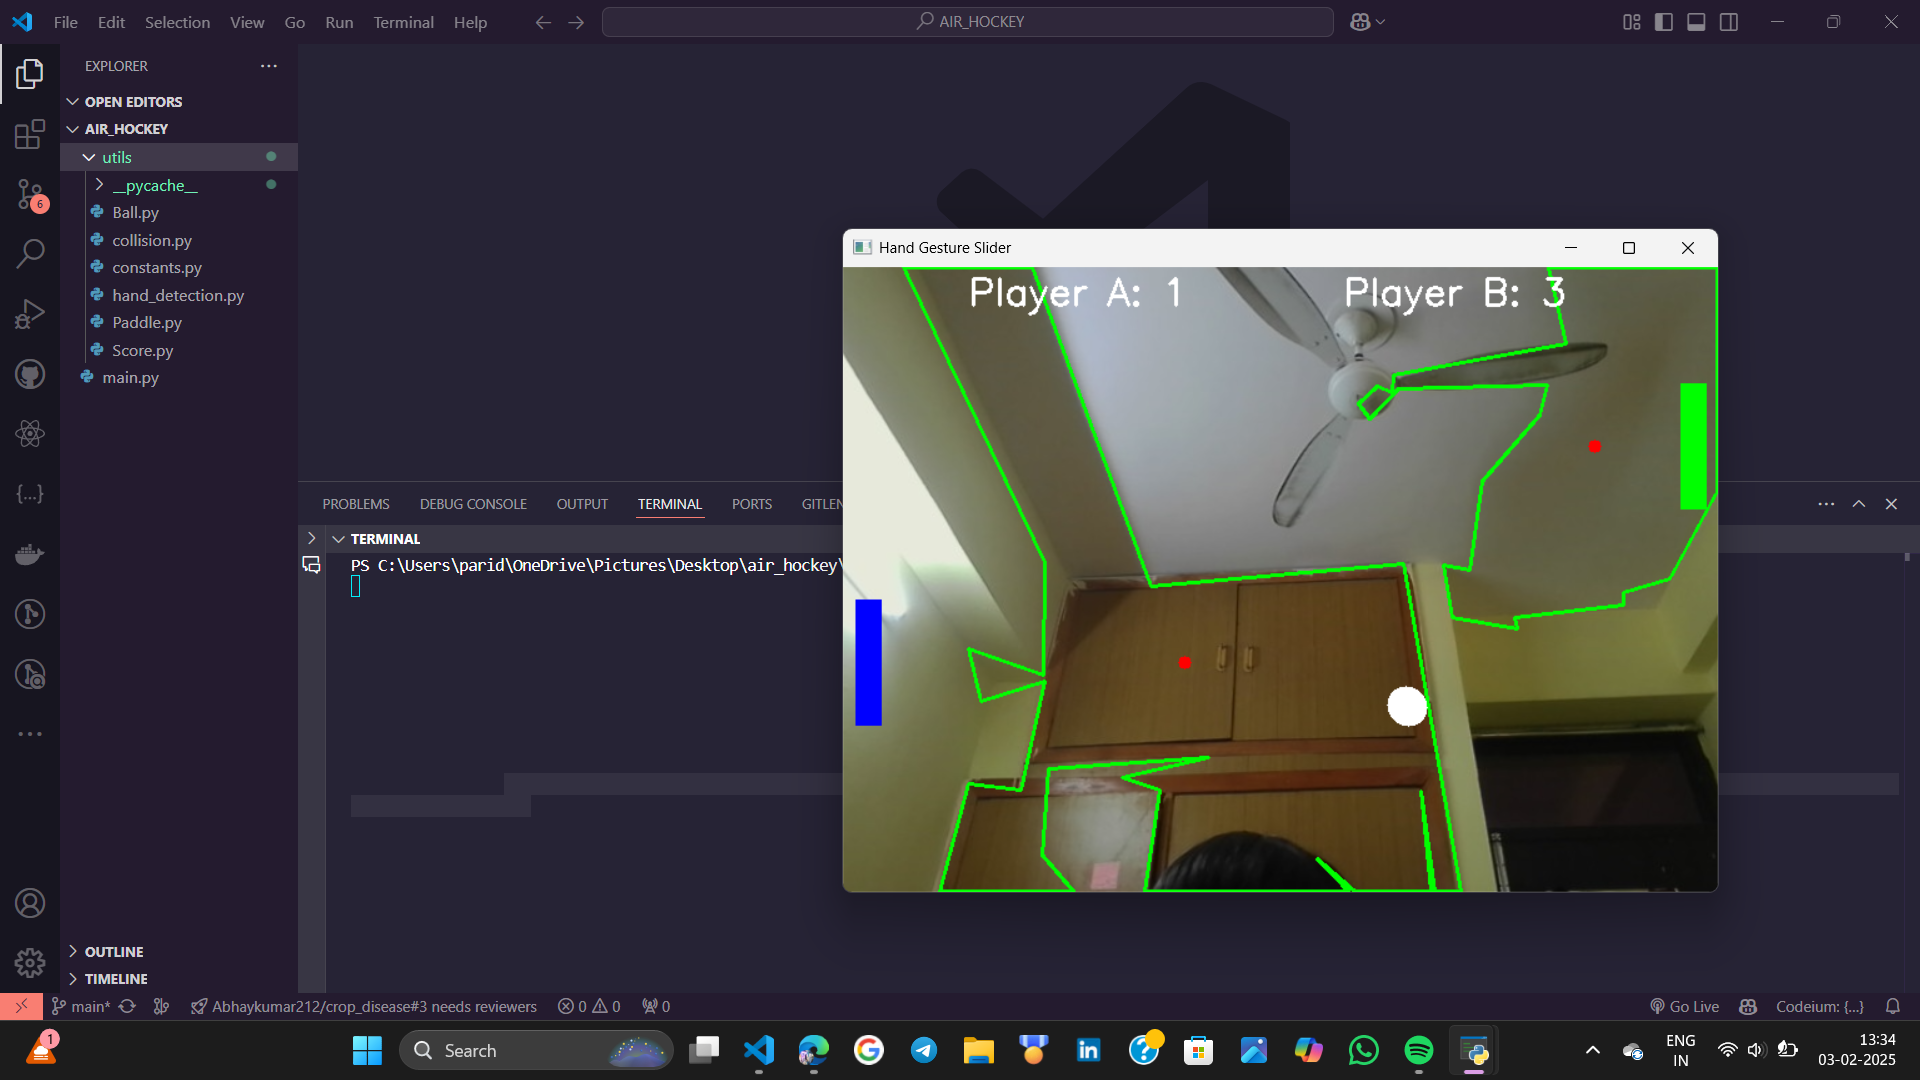 File Edit Selection View Go Run Terminal Help
AIR_HOCKEY
EXPLORER
OPEN EDITORS
AIR_HOCKEY
utils
__pycache__
Ball.py
collision.py
constants.py
hand_detection.py
Paddle.py
Score.py
main.py
6
OUTLINE
TIMELINE
Hand Gesture Slider
Player A: 1
Player B: 3
PROBLEMS DEBUG CONSOLE OUTPUT TERMINAL PORTS GITLEN
TERMINAL
PS C:\Users\parid\OneDrive\Pictures\Desktop\air_hockey\
main* Abhaykumar212/crop_disease#3 needs reviewers 0 0 0
Go Live Codeium: {...}
1
Search
ENG
IN
13:34
03-02-2025